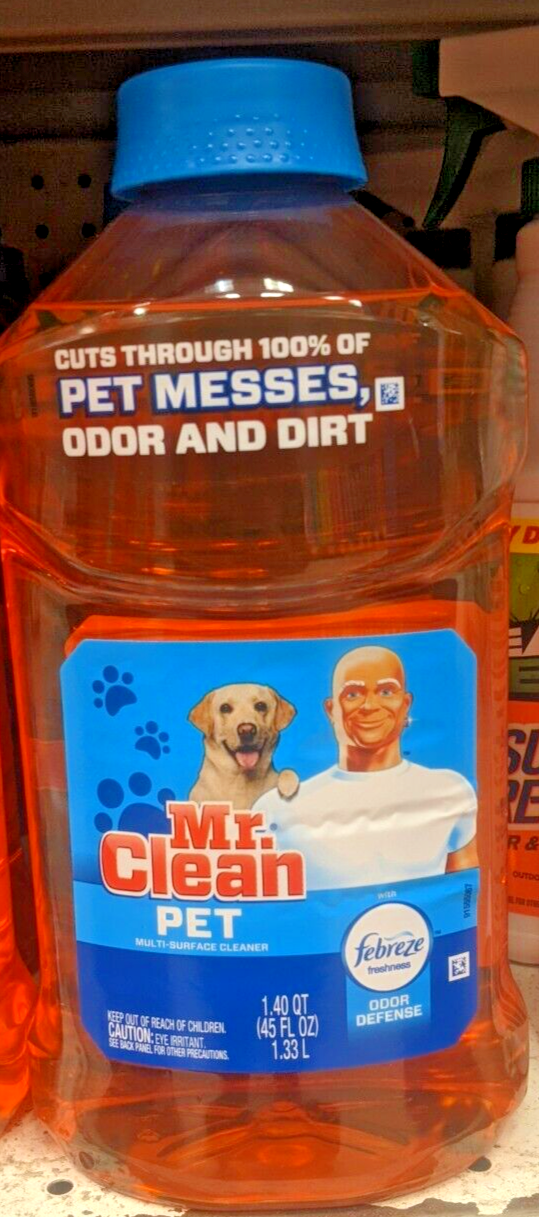 CUTS THROUGH 100% OF
PET MESSES,
ODOR AND DIRT
Mr.
Clean
PET
MULTI-SURFACE CLEANER
WITH
febreze
freshness
ODOR
DEFENSE
KEEP OUT OF REACH OF CHILDREN.
CAUTION: EYE IRRITANT.
SEE BACK PANEL FOR OTHER PRECAUTIONS.
1.40 QT
(45 FL OZ)
1.33 L
OUTDO